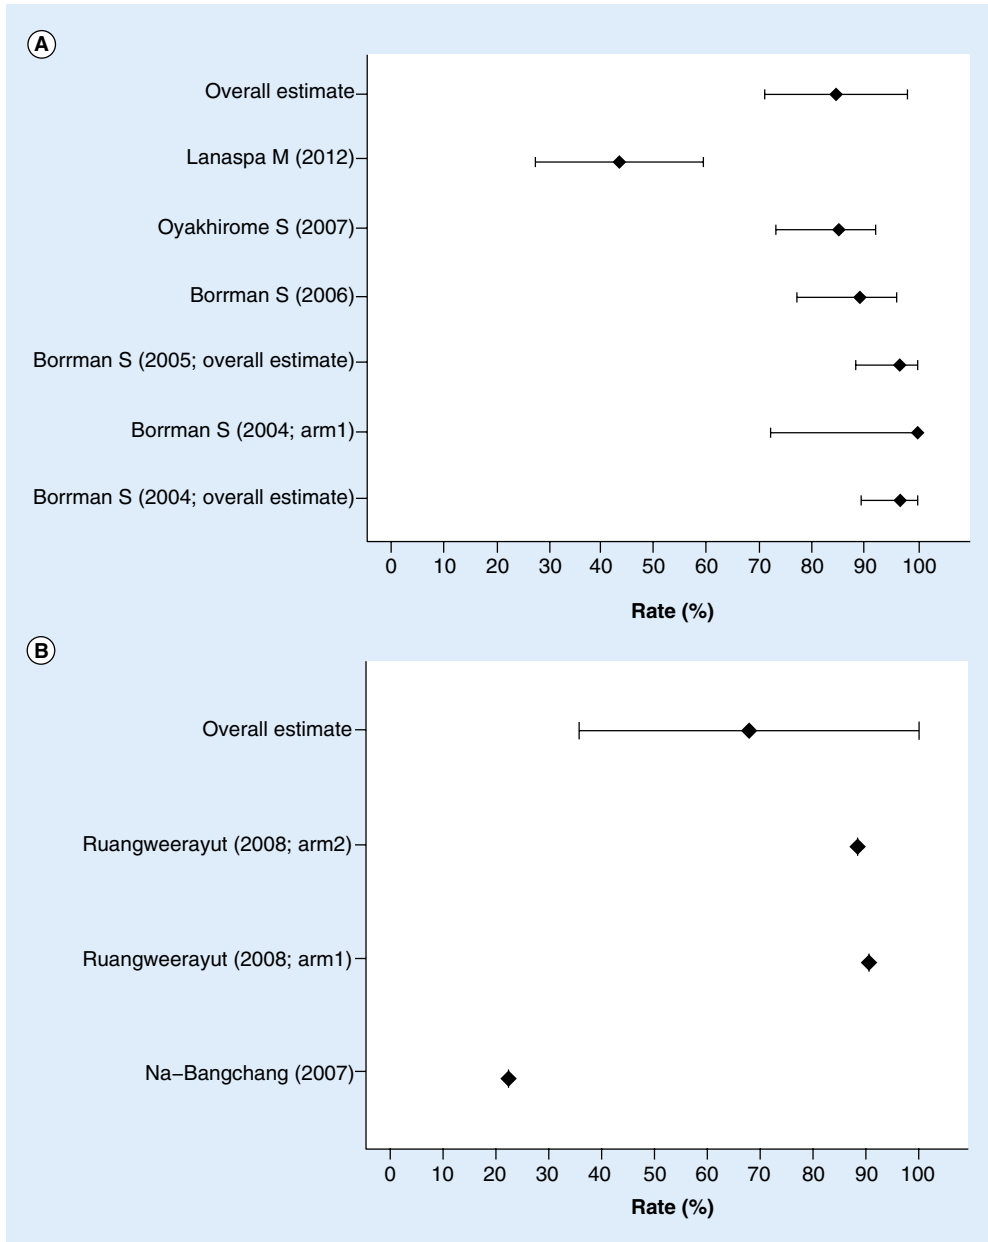 A
Overall estimate
Lanaspa M (2012)
Oyakhirome S (2007)
Borrman S (2006)
Borrman S (2005; overall estimate)
Borrman S (2004; arm1)
Borrman S (2004; overall estimate)
0 10 20 30 40 50 60 70 80 90 100
Rate (%)
B
Overall estimate
Ruangweerayut (2008; arm2)
Ruangweerayut (2008; arm1)
Na–Bangchang (2007)
0 10 20 30 40 50 60 70 80 90 100
Rate (%)